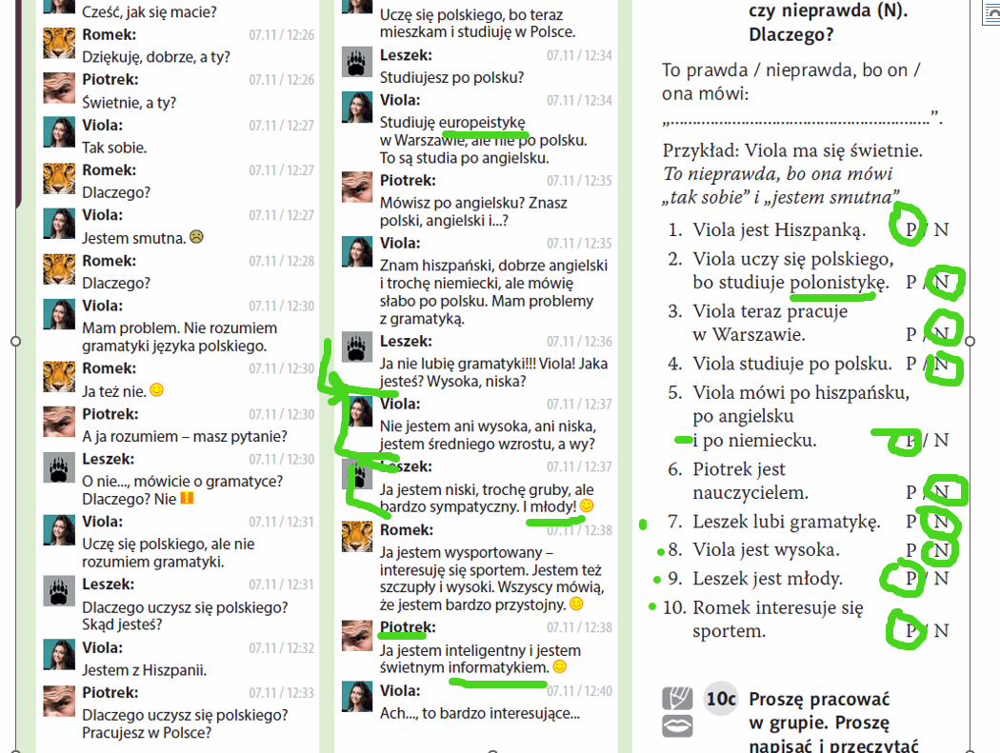 Cześć, jak się macie?
Romek: 07.11 / 12:26
Dziękuję, dobrze, a ty?
Piotrek: 07.11 / 12:26
Świetnie, a ty?
Viola: 07.11 / 12:27
Tak sobie.
Romek: 07.11 / 12:27
Dlaczego?
Viola: 07.11 / 12:27
Jestem smutna.
Romek: 07.11 / 12:28
Dlaczego?
Viola: 07.11 / 12:30
Mam problem. Nie rozumiem
gramatyki języka polskiego.
Romek: 07.11 / 12:30
Ja też nie.
Piotrek: 07.11 / 12:30
A ja rozumiem – masz pytanie?
Leszek: 07.11 / 12:30
O nie..., mówicie o gramatyce?
Dlaczego? Nie
Viola: 07.11 / 12:31
Uczę się polskiego, ale nie
rozumiem gramatyki.
Leszek: 07.11 / 12:31
Dlaczego uczysz się polskiego?
Skąd jesteś?
Viola: 07.11 / 12:32
Jestem z Hiszpanii.
Piotrek: 07.11 / 12:33
Dlaczego uczysz się polskiego?
Pracujesz w Polsce?
Uczę się polskiego, bo teraz
mieszkam i studiuję w Polsce.
Leszek: 07.11 / 12:34
Studiujesz po polsku?
Viola: 07.11 / 12:34
Studiuję europeistykę
w Warszawie, ale nie po polsku.
To są studia po angielsku.
Piotrek: 07.11 / 12:35
Mówisz po angielsku? Znasz
polski, angielski i...?
Viola: 07.11 / 12:35
Znam hiszpański, dobrze angielski
i trochę niemiecki, ale mówię
słabo po polsku. Mam problemy
z gramatyką.
Leszek: 07.11 / 12:36
Ja nie lubię gramatyki!!! Viola! Jaka
jesteś? Wysoka, niska?
Viola: 07.11 / 12:37
Nie jestem ani wysoka, ani niska,
jestem średniego wzrostu, a wy?
Leszek: 07.11 / 12:37
Ja jestem niski, trochę gruby, ale
bardzo sympatyczny. I młody!
Romek: 07.11 / 12:38
Ja jestem wysportowany –
interesuję się sportem. Jestem też
szczupły i wysoki. Wszyscy mówią,
że jestem bardzo przystojny.
Piotrek: 07.11 / 12:38
Ja jestem inteligentny i jestem
świetnym informatykiem.
Viola: 07.11 / 12:40
Ach..., to bardzo interesujące...
czy nieprawda (N).
Dlaczego?
To prawda / nieprawda, bo on /
ona mówi:
„............................................................”.
Przykład: Viola ma się świetnie.
To nieprawda, bo ona mówi
„tak sobie” i „jestem smutna”
1. Viola jest Hiszpanką. P / N
2. Viola uczy się polskiego,
bo studiuje polonistykę. P / N
3. Viola teraz pracuje
w Warszawie. P / N
4. Viola studiuje po polsku. P / N
5. Viola mówi po hiszpańsku,
po angielsku
i po niemiecku. P / N
6. Piotrek jest
nauczycielem. P / N
7. Leszek lubi gramatykę. P / N
8. Viola jest wysoka. P / N
9. Leszek jest młody. P / N
10. Romek interesuje się
sportem. P / N
10c Proszę pracować
w grupie. Proszę
napisać i przeczytać